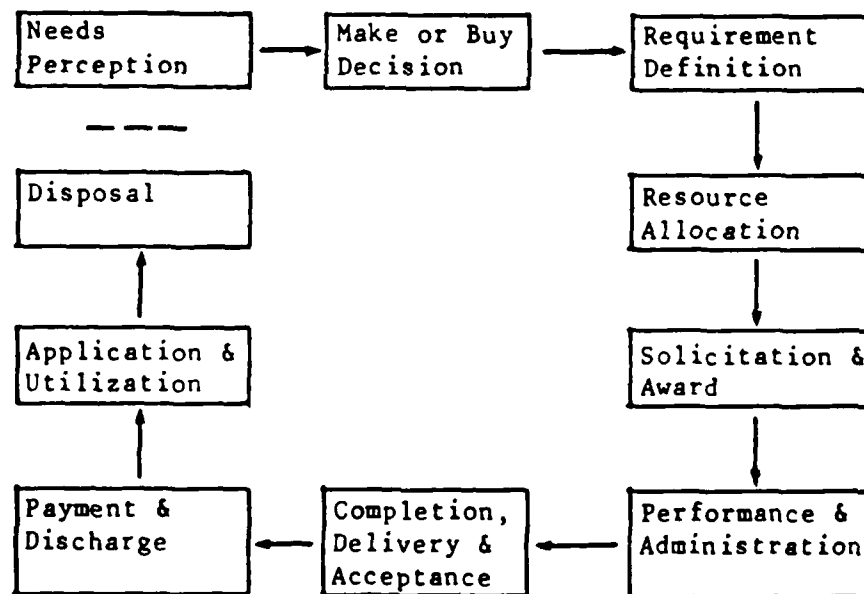 Needs
Perception
Make or Buy
Decision
Requirement
Definition
Resource
Allocation
Solicitation &
Award
Performance &
Administration
Completion,
Delivery &
Acceptance
Payment &
Discharge
Application &
Utilization
Disposal